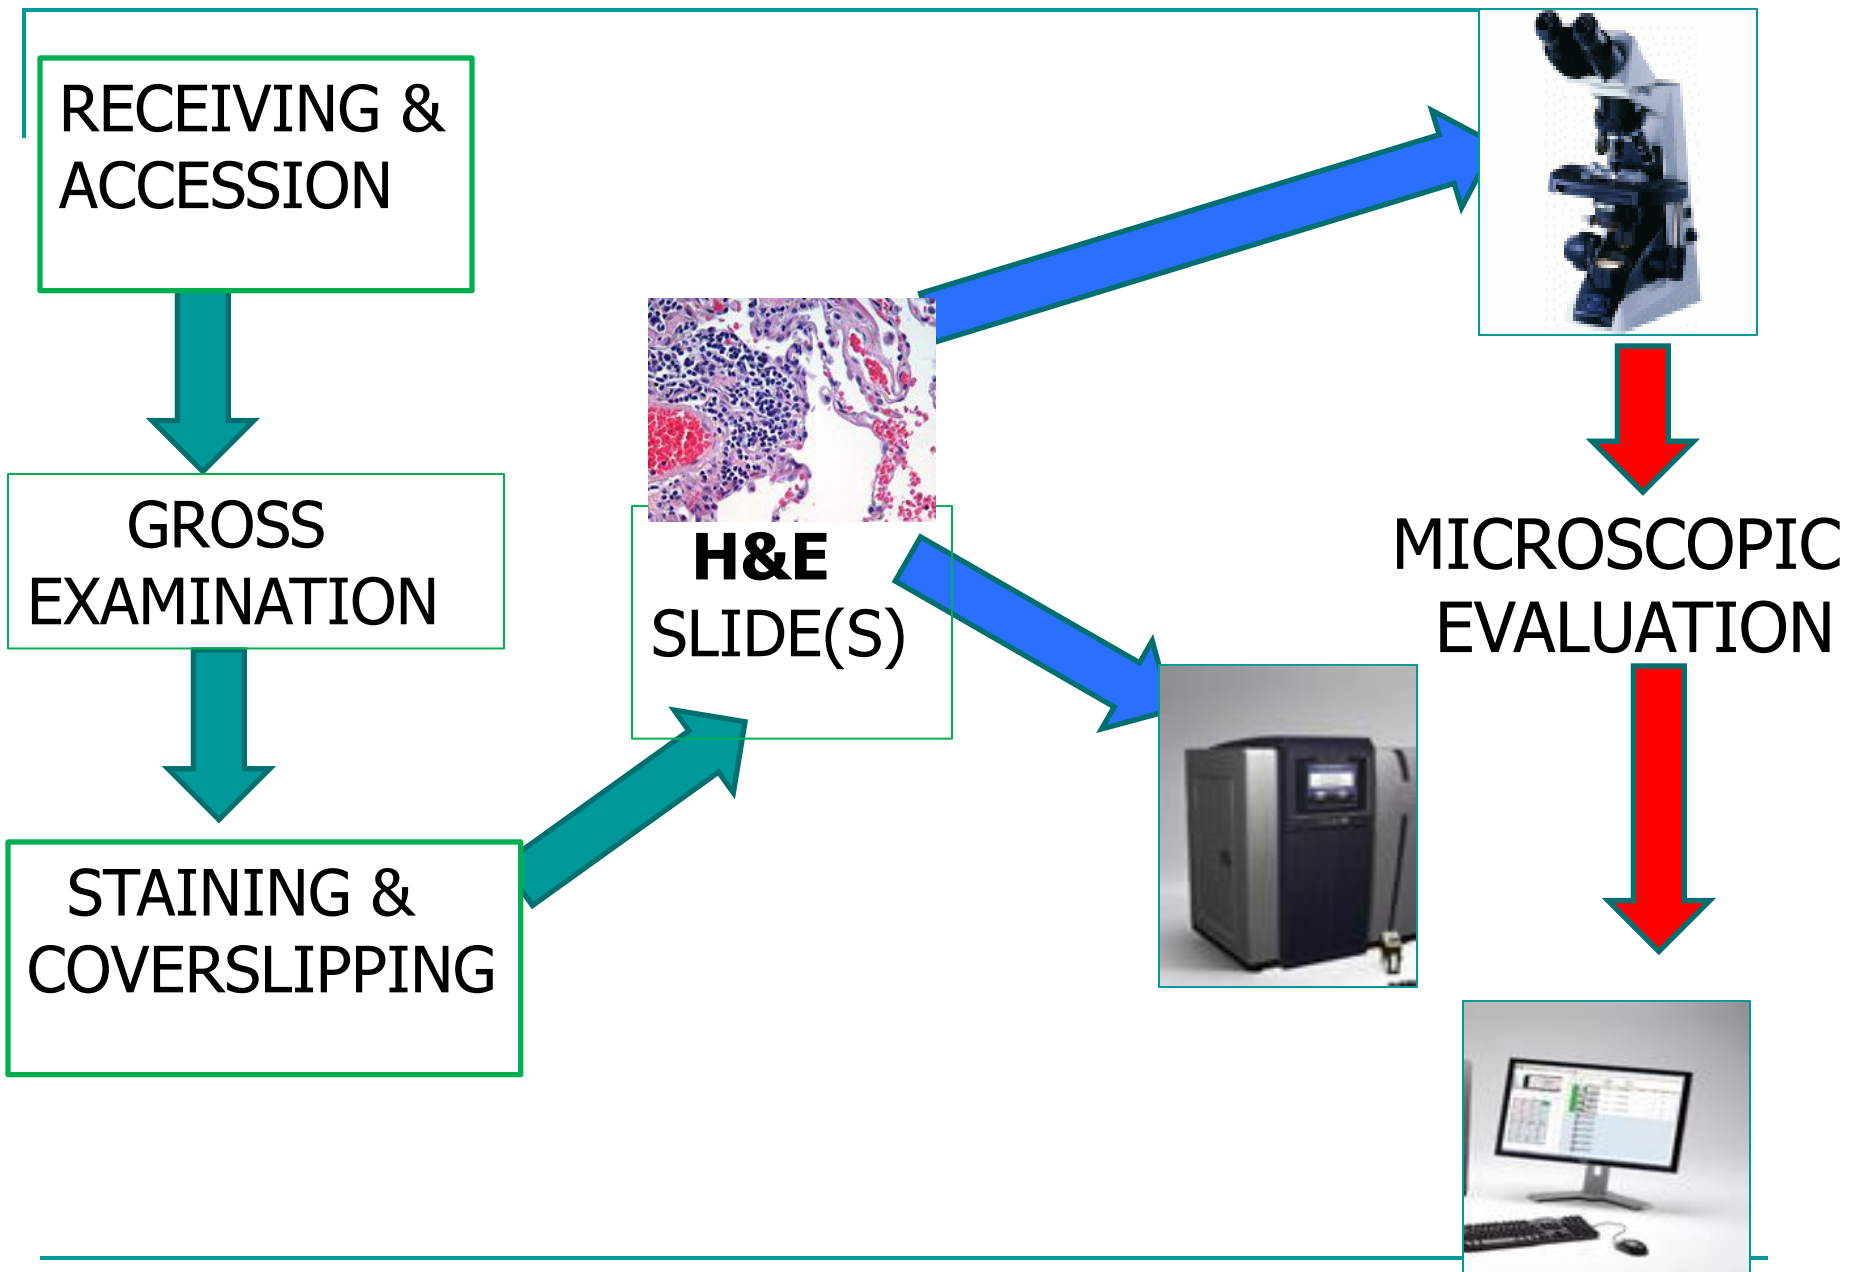 RECEIVING &
ACCESSION
GROSS
EXAMINATION
STAINING &
COVERSLIPPING
H&E
SLIDE(S)
MICROSCOPIC
EVALUATION